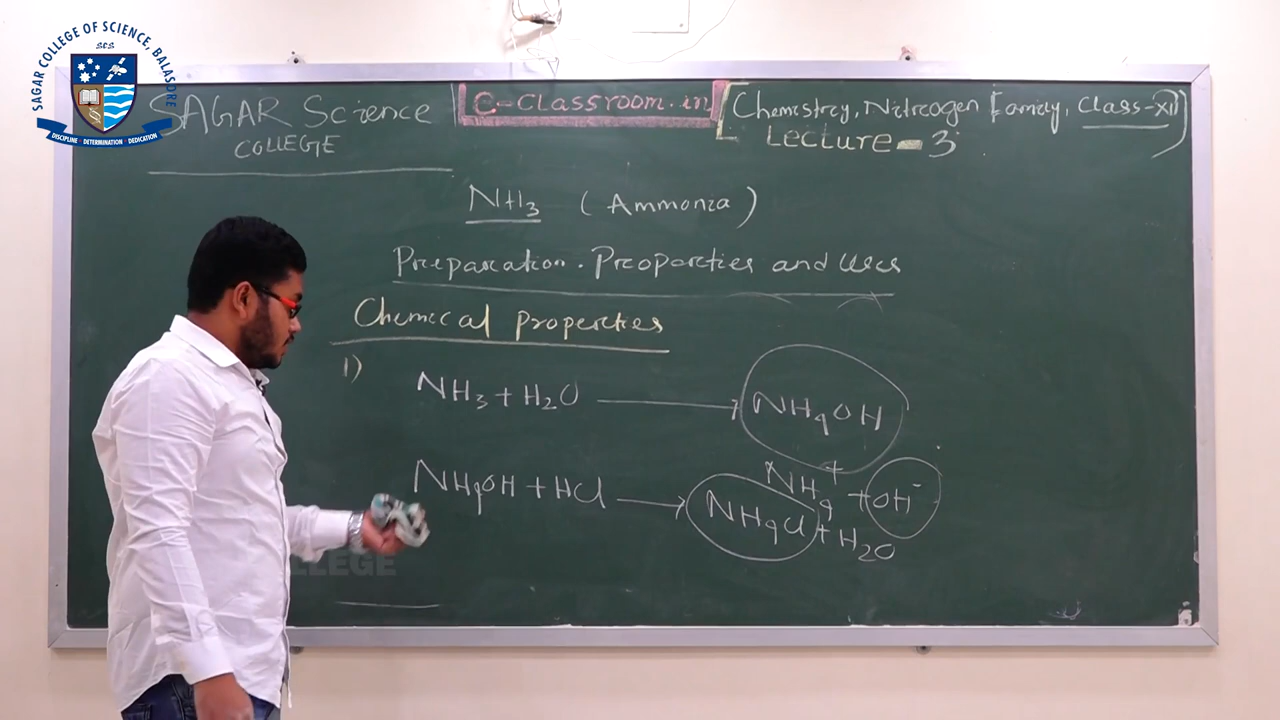 SAGAR COLLEGE OF SCIENCE, BALASORE
SCS
DISCIPLINE | DETERMINATION | DEDICATION
SAGAR Science
COLLEGE
e-classroom.in
[Chemistry, Nitrogen Family, Class-XII]
Lecture-3
NH3 (Ammonia)
Preparation. Properties and Uses
Chemical properties
1)
NH3 + H2O → NH4OH
NH4+ + OH-
NH4OH + HCl → NH4Cl + H2O
LLEGE